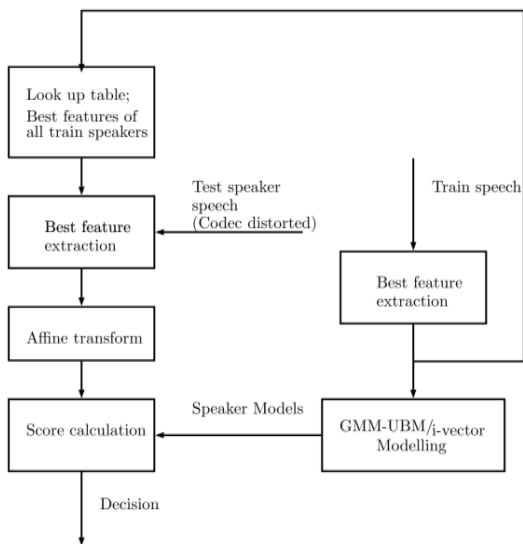 Look up table;
Best features of
all train speakers
Test speaker
speech
(Codec distorted)
Train speech
Best feature
extraction
Best feature
extraction
Affine transform
Speaker Models
Score calculation
GMM-UBM/i-vector
Modelling
Decision